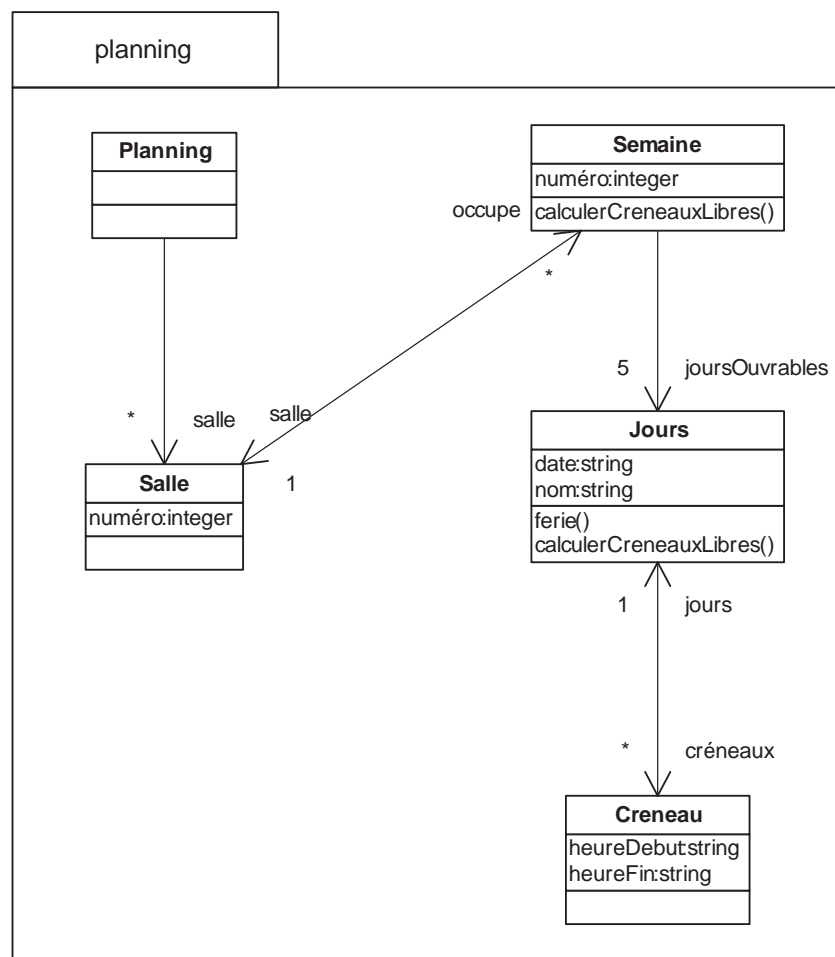 planning
Planning
Semaine
numéro:integer
calculerCreneauxLibres()
occupe
*
5 joursOuvrables
* salle salle
Salle
numéro:integer
1
Jours
date:string
nom:string
ferie()
calculerCreneauxLibres()
1 jours
* créneaux
Creneau
heureDebut:string
heureFin:string